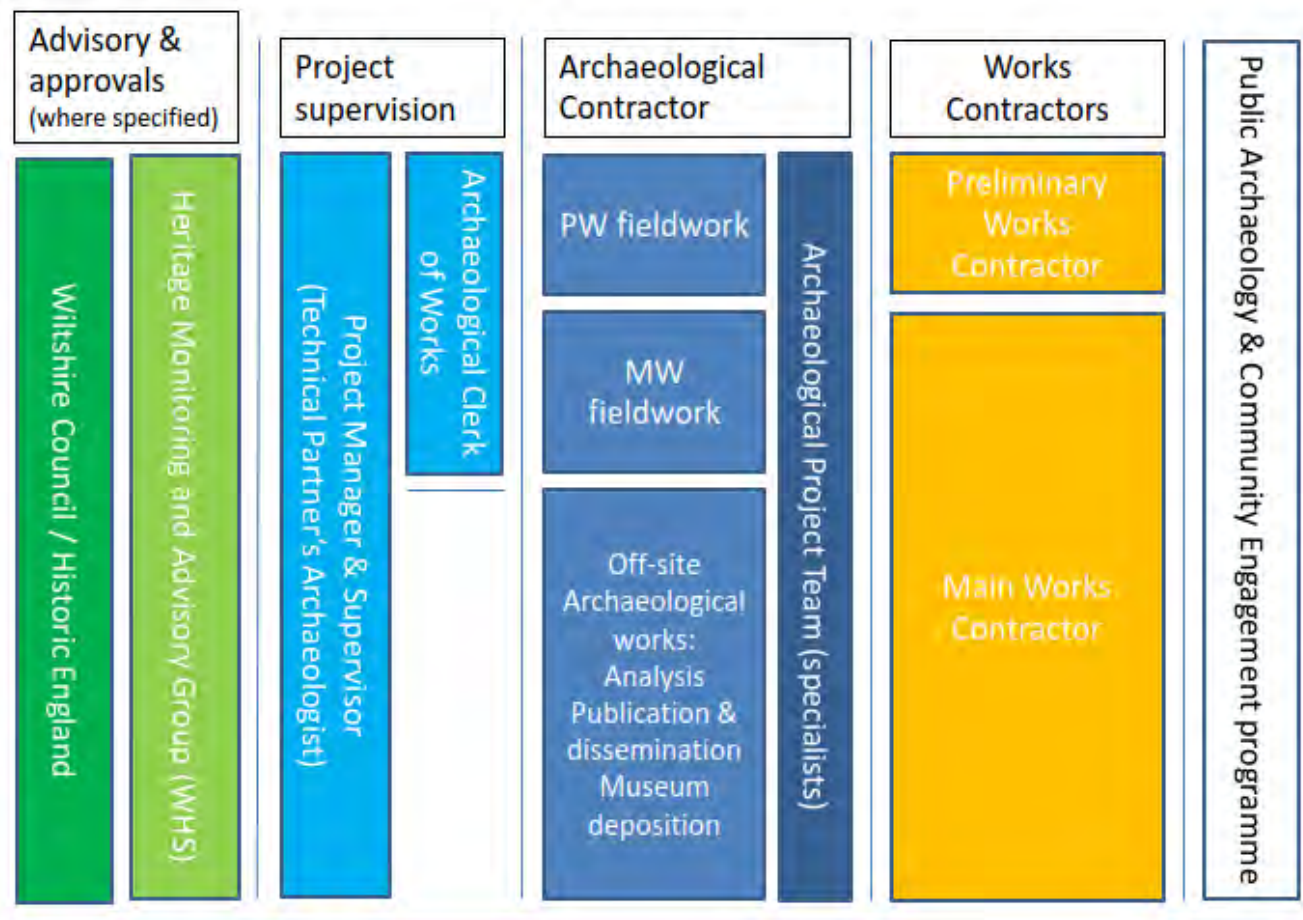 Advisory &
approvals
(where specified)
Wiltshire Council / Historic England
Heritage Monitoring and Advisory Group (WHS)
Project
supervision
Project Manager & Supervisor
(Technical Partner's Archaeologist)
Archaeological Clerk
of Works
Archaeological
Contractor
PW fieldwork
MW
fieldwork
Off-site
Archaeological
works:
Analysis
Publication &
dissemination
Museum
deposition
Archaeological Project Team (specialists)
Works
Contractors
Preliminary
Works
Contractor
Main Works
Contractor
Public Archaeology & Community Engagement programme